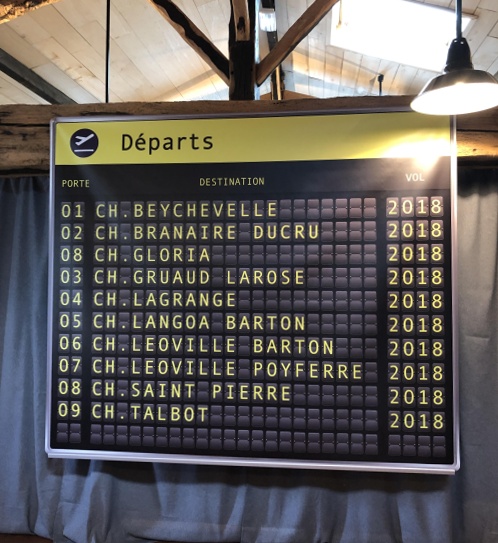 Départs
PORTE DESTINATION VOL
01 CH.BEYCHEVELLE 2018
02 CH.BRANAIRE DUCRU 2018
08 CH.GLORIA 2018
03 CH.GRUAUD LAROSE 2018
04 CH.LAGRANGE 2018
05 CH.LANGOA BARTON 2018
06 CH.LEOVILLE BARTON 2018
07 CH.LEOVILLE POYFERRE 2018
08 CH.SAINT PIERRE 2018
09 CH.TALBOT 2018